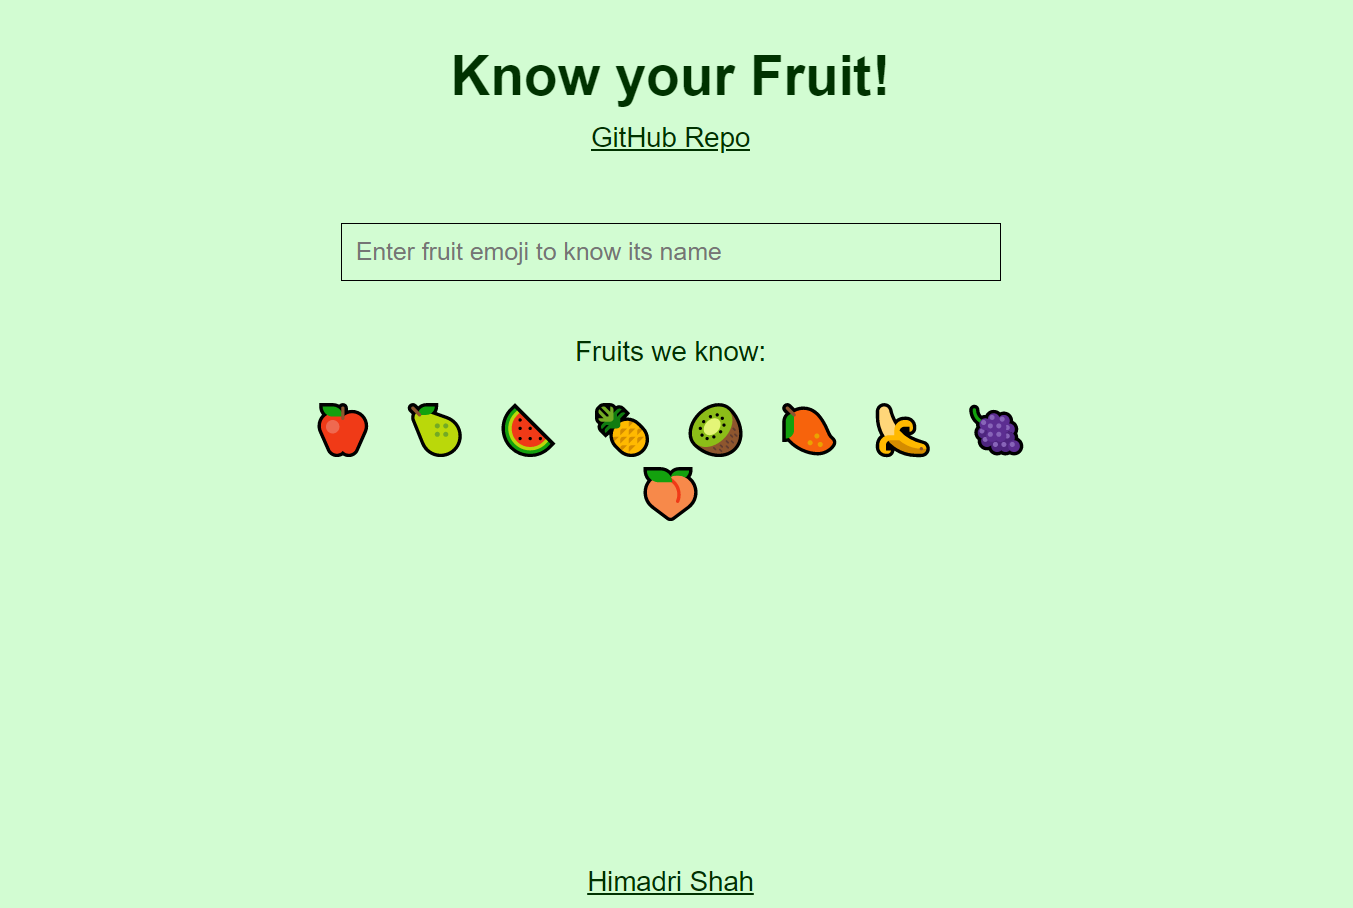 Know your Fruit!
GitHub Repo
Enter fruit emoji to know its name
Fruits we know:
Himadri Shah